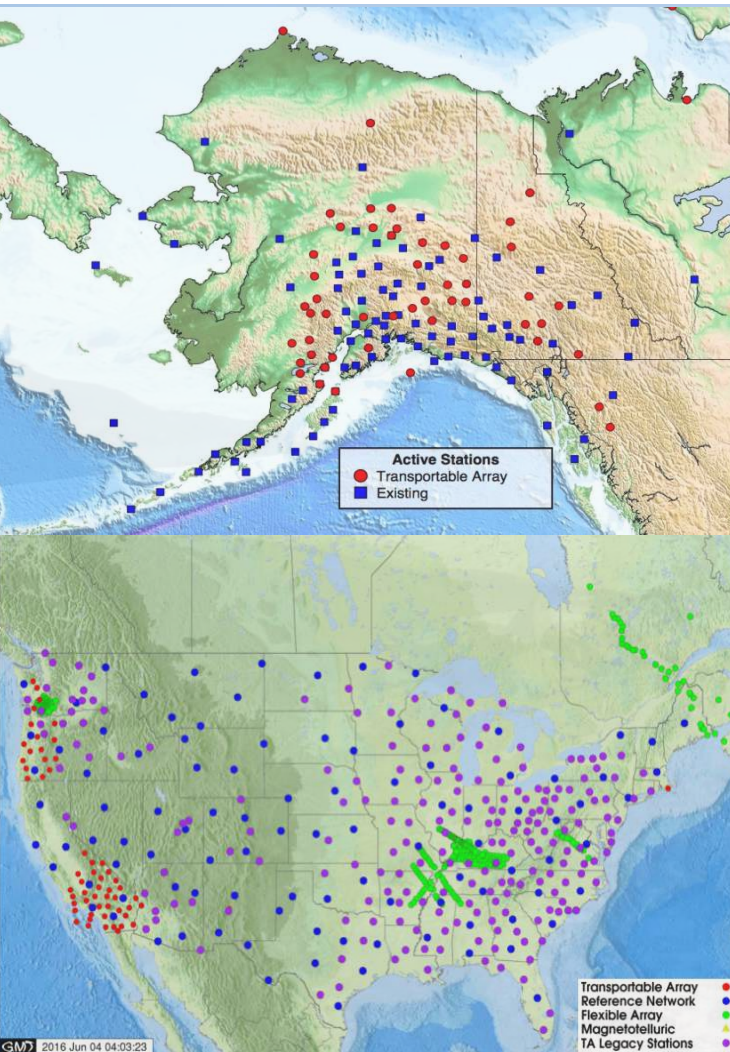 Active Stations
Transportable Array
Existing
Transportable Array
Reference Network
Flexible Array
Magnetotelluric
TA Legacy Stations
GMD 2016 Jun 04 04:03:23